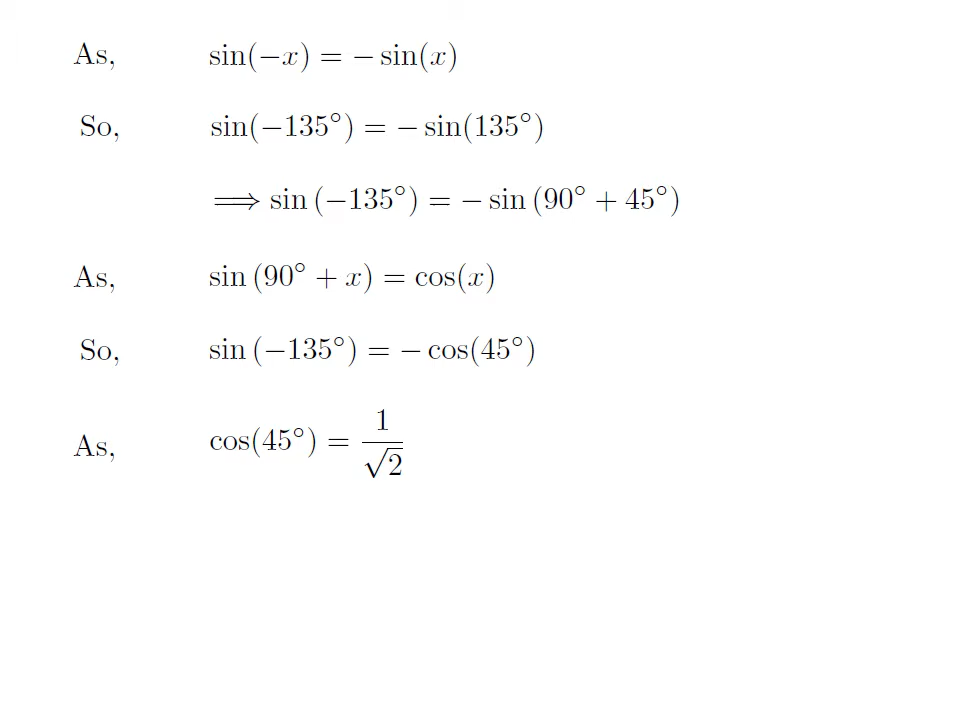 As, sin(−x) = − sin(x)
So, sin(−135°) = − sin(135°)
⟹ sin (−135°) = − sin (90° + 45°)
As, sin (90° + x) = cos(x)
So, sin (−135°) = − cos(45°)
As, cos(45°) = 1/√2